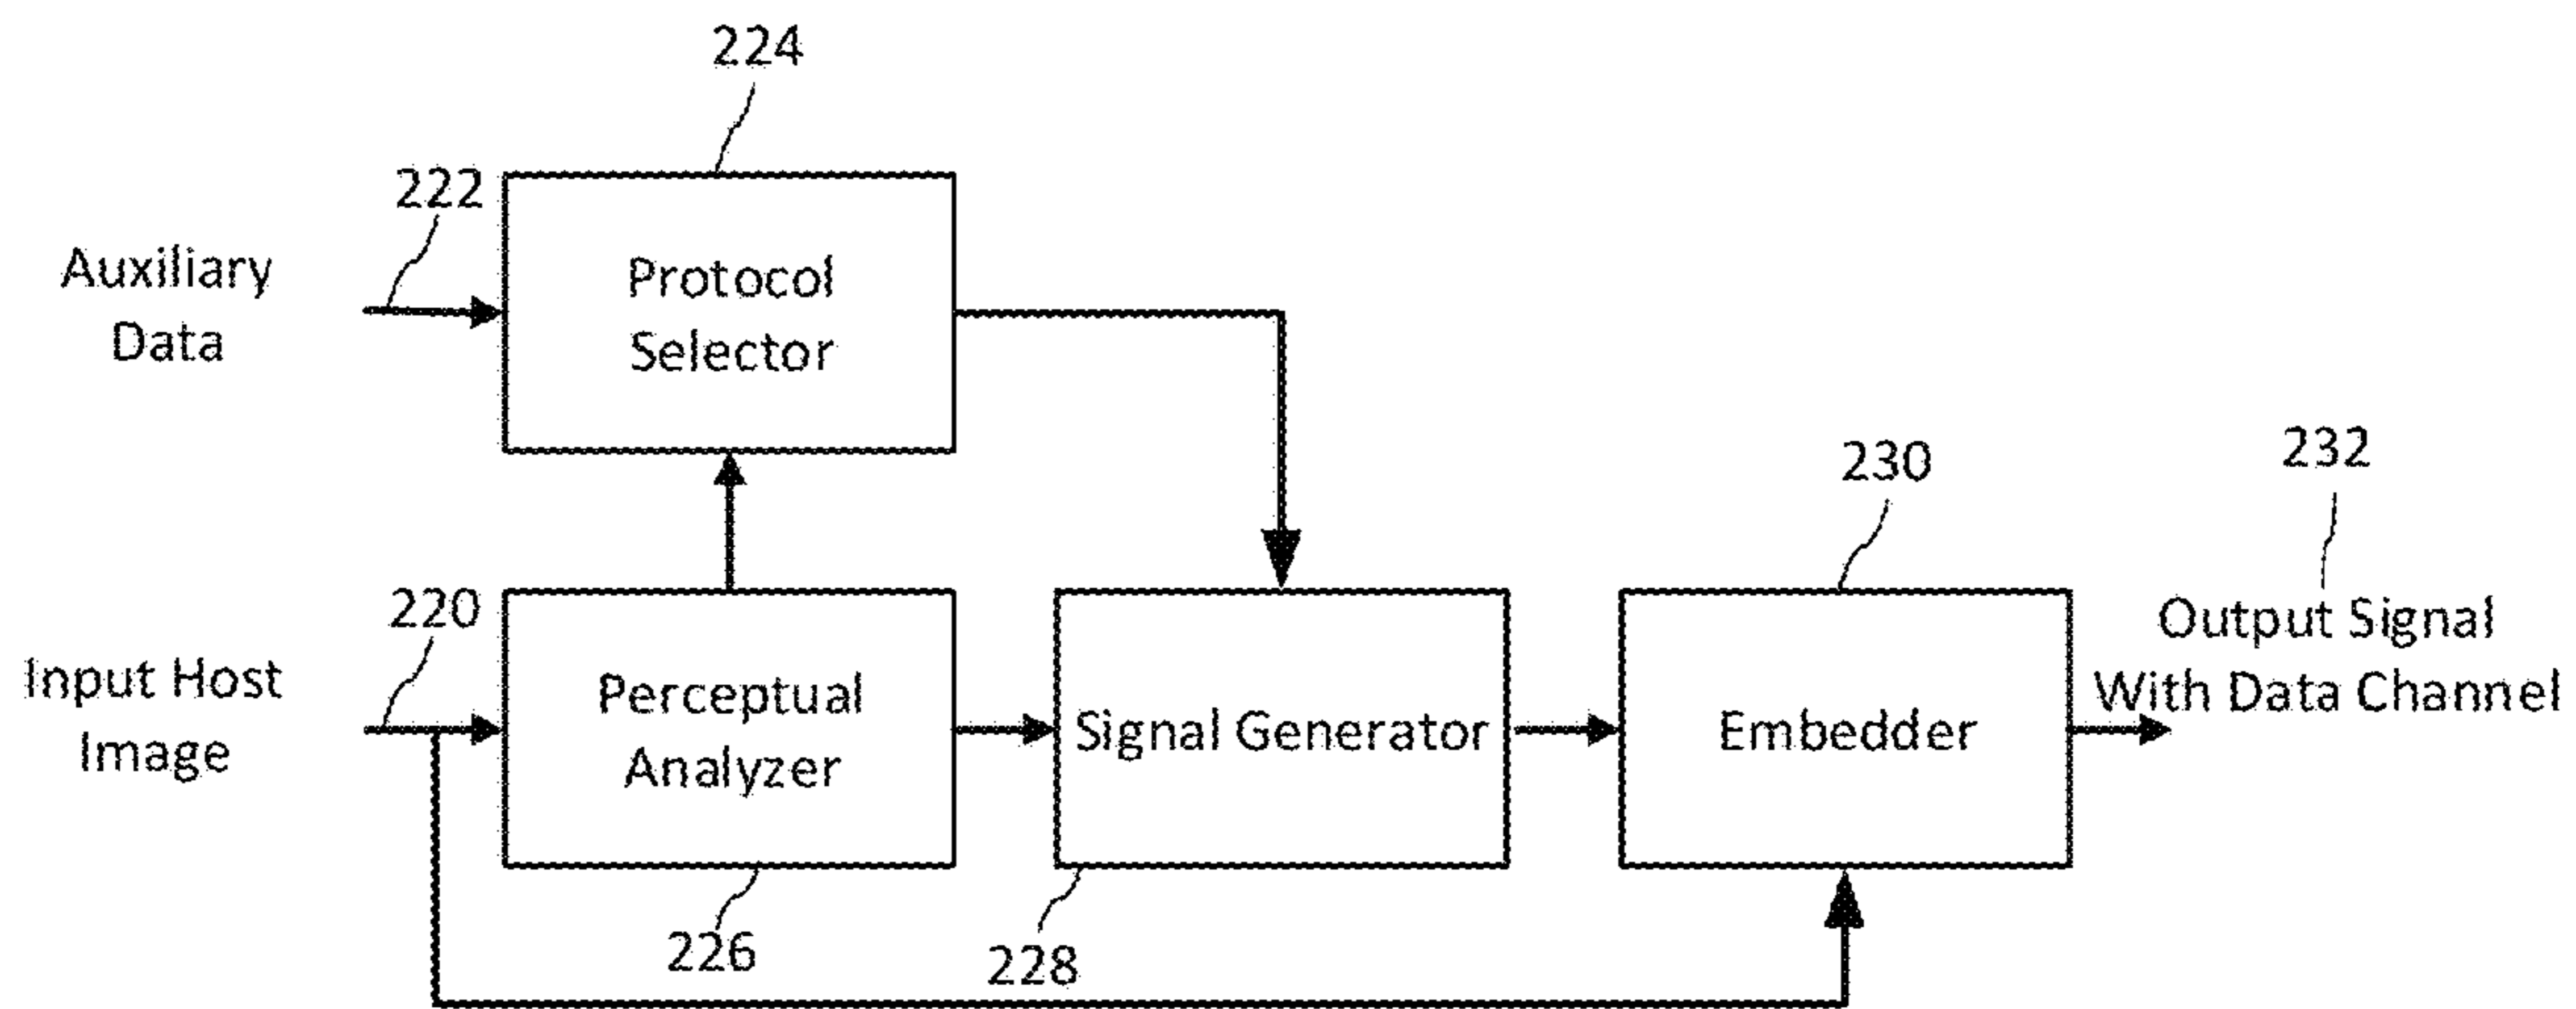 224
222
Auxiliary
Data
Protocol
Selector
230
232
220
Input Host
Image
Perceptual
Analyzer
Signal Generator
Embedder
Output Signal
With Data Channel
226
228